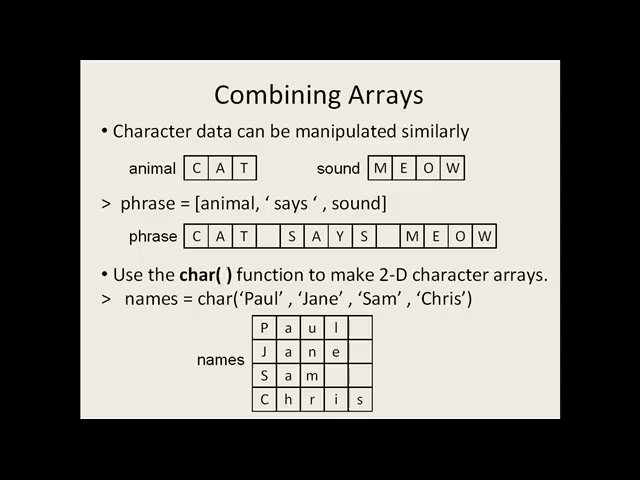 Combining Arrays
• Character data can be manipulated similarly
animal C A T sound M E O W
> phrase = [animal, ‘ says ‘ , sound]
phrase C A T S A Y S M E O W
• Use the char( ) function to make 2-D character arrays.
> names = char(‘Paul’ , ‘Jane’ , ‘Sam’ , ‘Chris’)
P a u l
J a n e
names
S a m
C h r i s